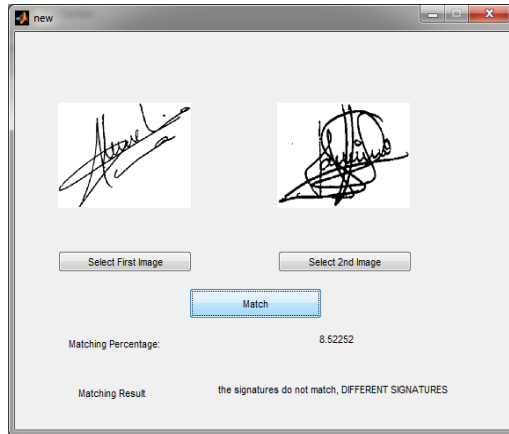 new
Select First Image
Select 2nd Image
Match
Matching Percentage:
8.52252
Matching Result
the signatures do not match, DIFFERENT SIGNATURES